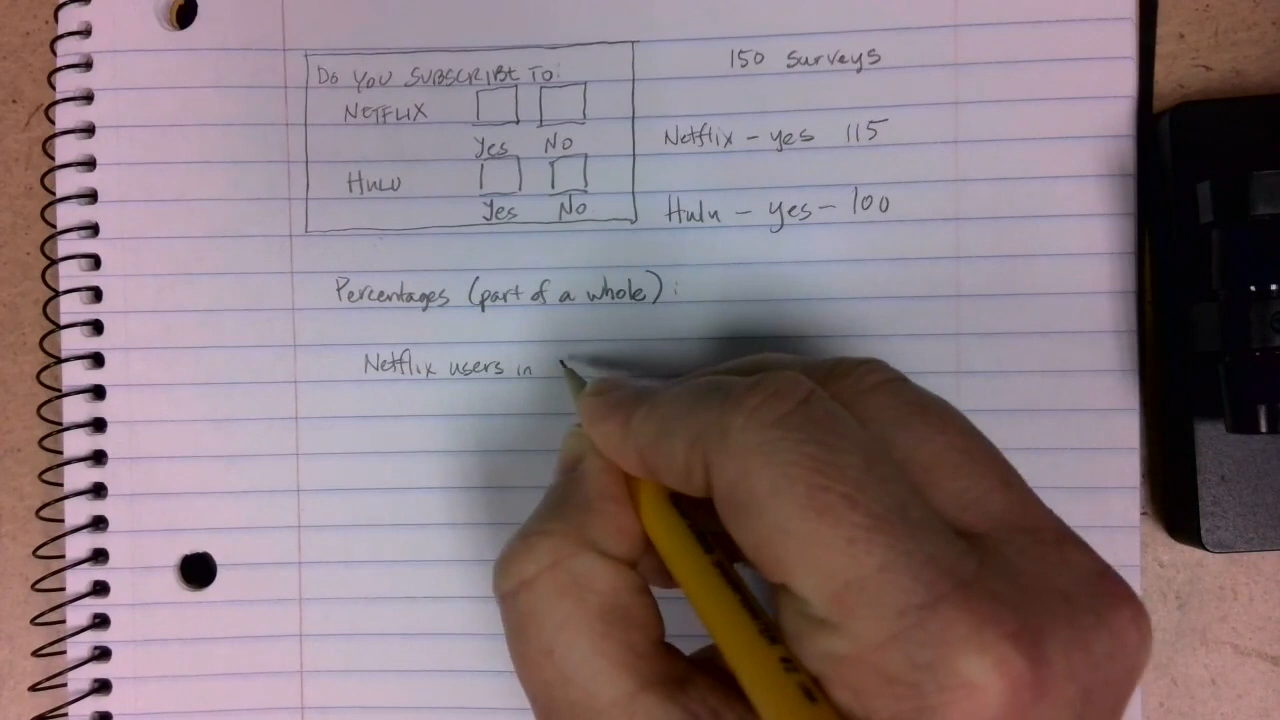 Do YOU SUBSCRIBE TO:
NETFLIX
Yes No
HULU
Yes No
150 surveys
Netflix - yes 115
Hulu - yes - 100
Percentages (part of a whole):
Netflix users in